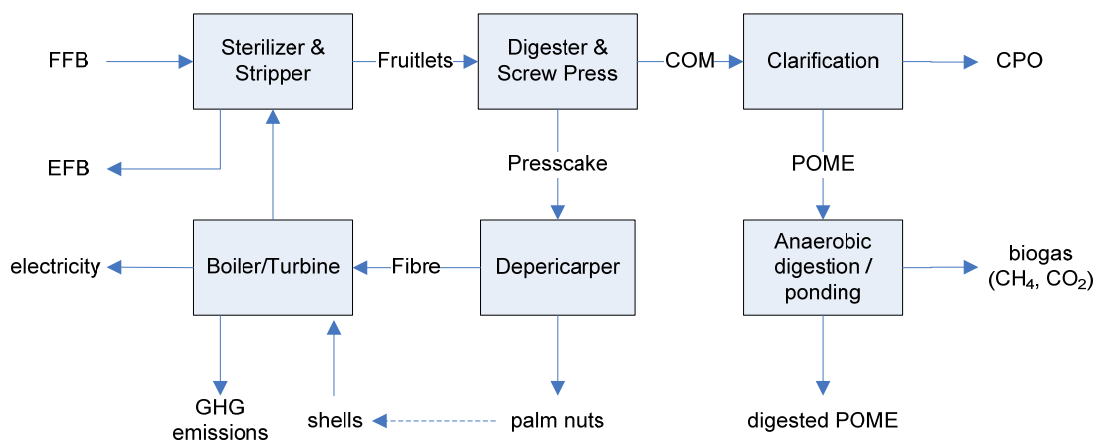 FFB
Sterilizer &
Stripper
Fruitlets
Digester &
Screw Press
COM
Clarification
CPO
EFB
Presscake
POME
electricity
Boiler/Turbine
Fibre
Depericarper
Anaerobic
digestion /
ponding
biogas
(CH₄, CO₂)
GHG
emissions
shells
palm nuts
digested POME